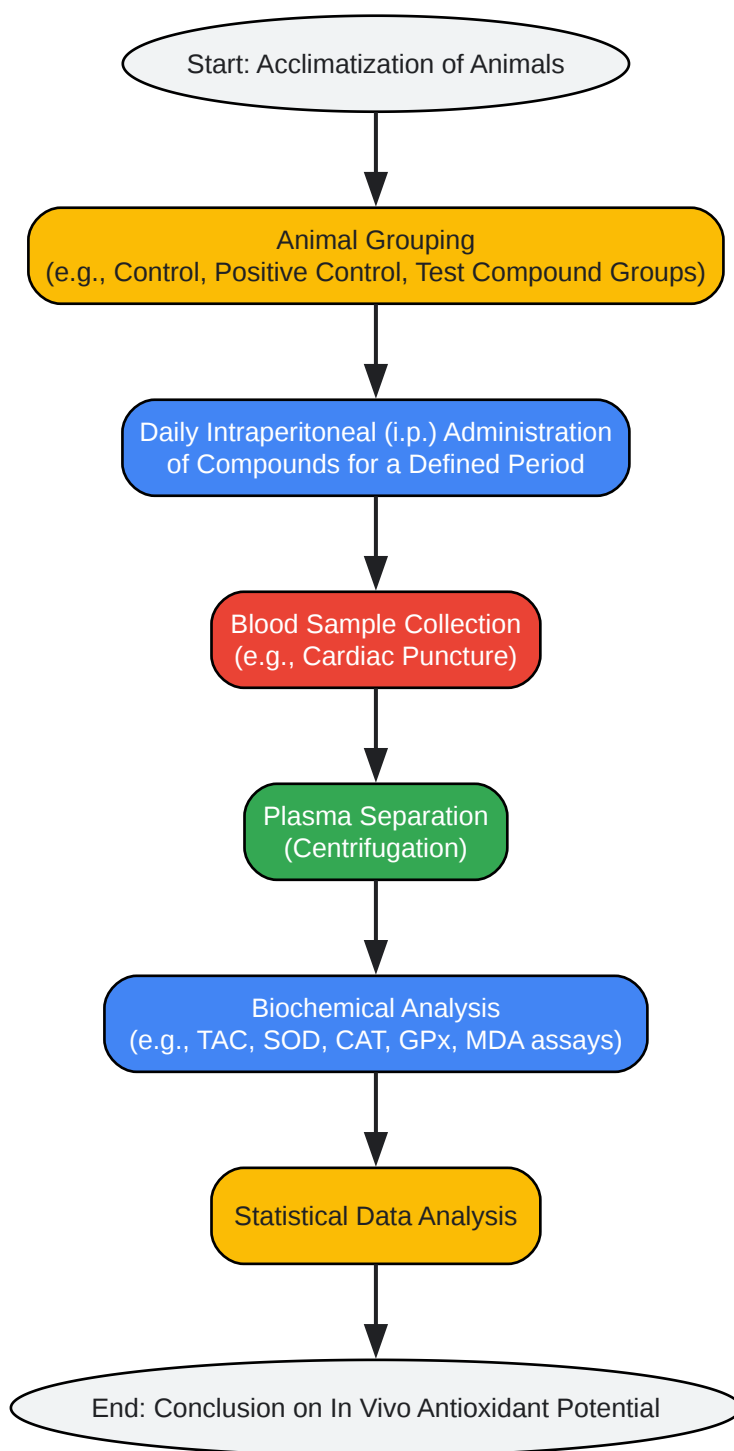 Start: Acclimatization of Animals
Animal Grouping
(e.g., Control, Positive Control, Test Compound Groups)
Daily Intraperitoneal (i.p.) Administration
of Compounds for a Defined Period
Blood Sample Collection
(e.g., Cardiac Puncture)
Plasma Separation
(Centrifugation)
Biochemical Analysis
(e.g., TAC, SOD, CAT, GPx, MDA assays)
Statistical Data Analysis
End: Conclusion on In Vivo Antioxidant Potential